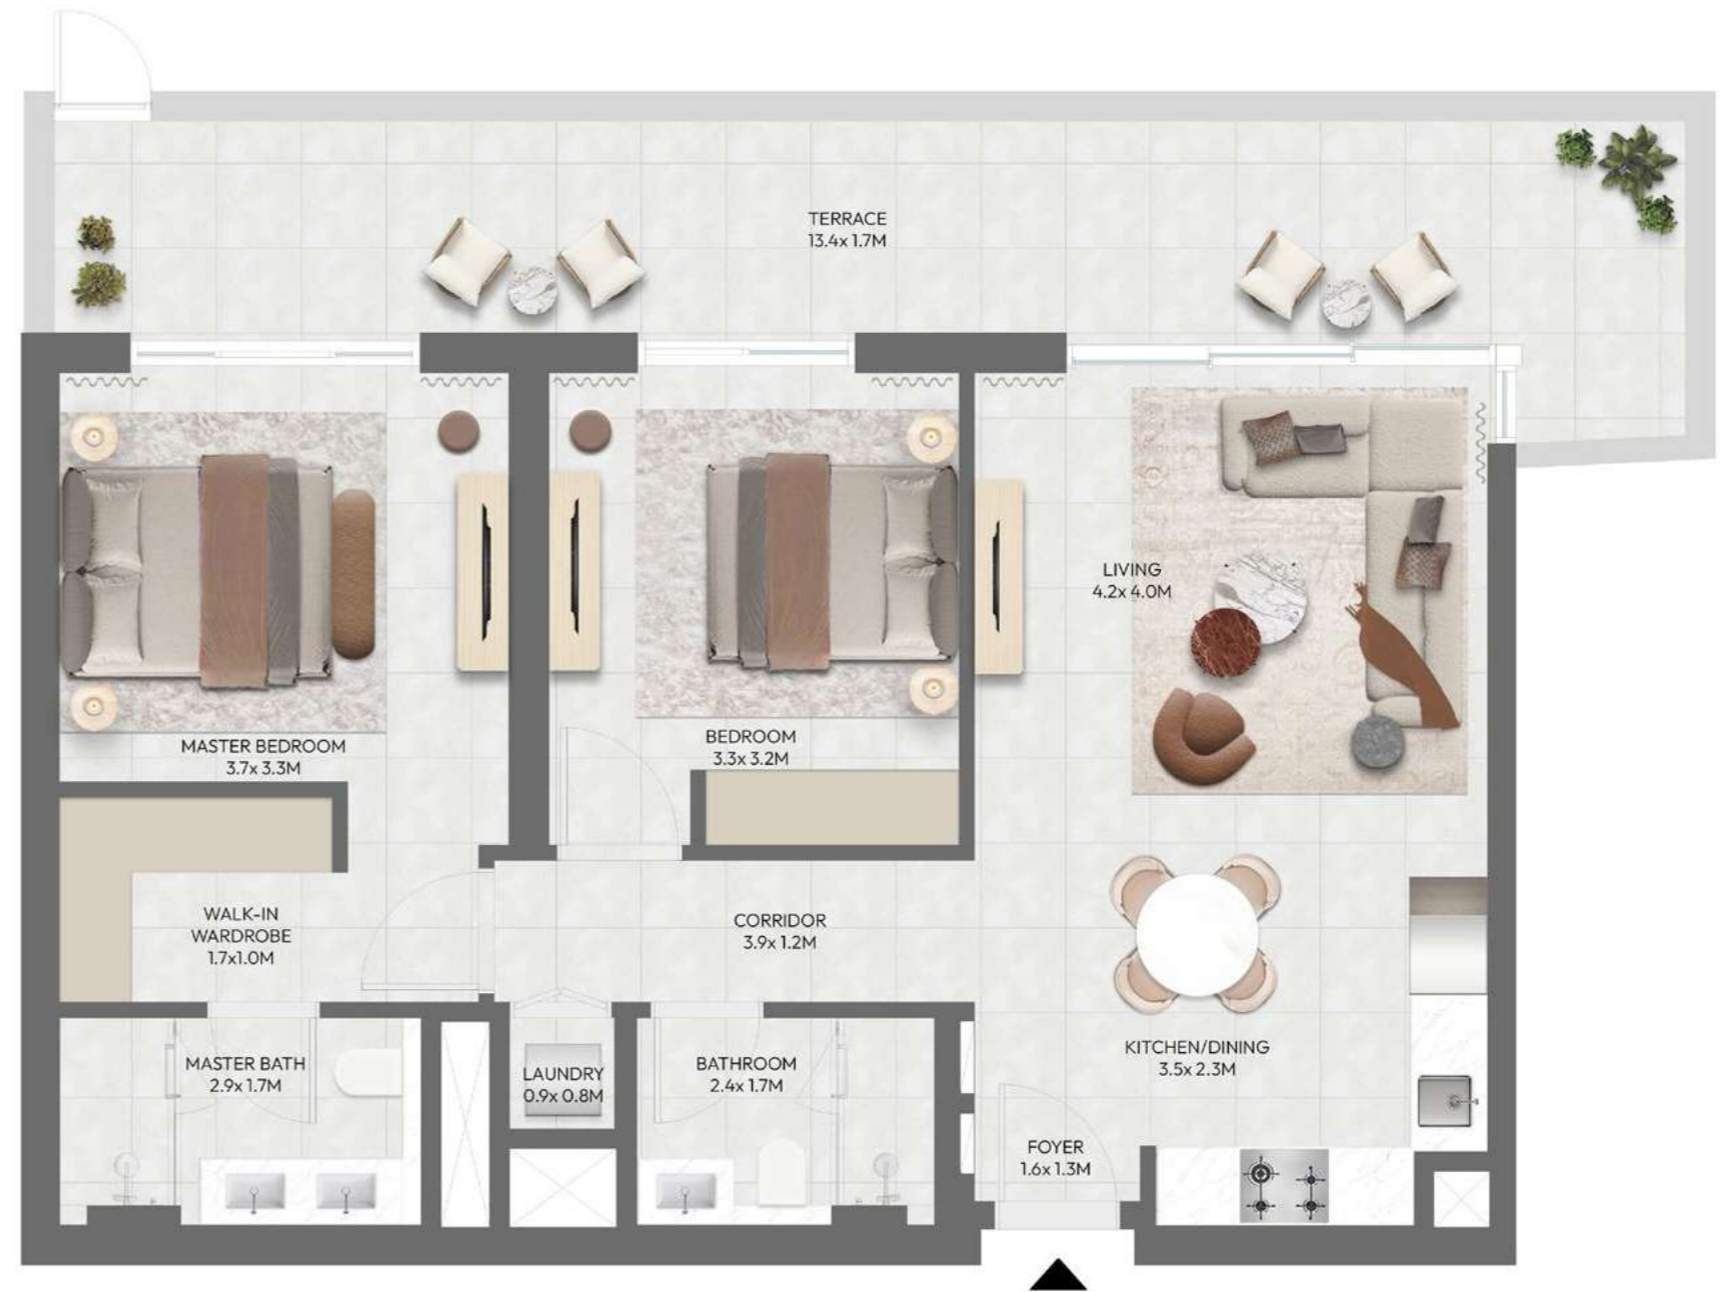 TERRACE
13.4x 1.7M
LIVING
4.2x 4.0M
MASTER BEDROOM
3.7x 3.3M
BEDROOM
3.3x 3.2M
WALK-IN
WARDROBE
1.7x1.0M
CORRIDOR
3.9x 1.2M
MASTER BATH
2.9x 1.7M
LAUNDRY
0.9x 0.8M
BATHROOM
2.4x 1.7M
KITCHEN/DINING
3.5x 2.3M
FOYER
1.6x 1.3M